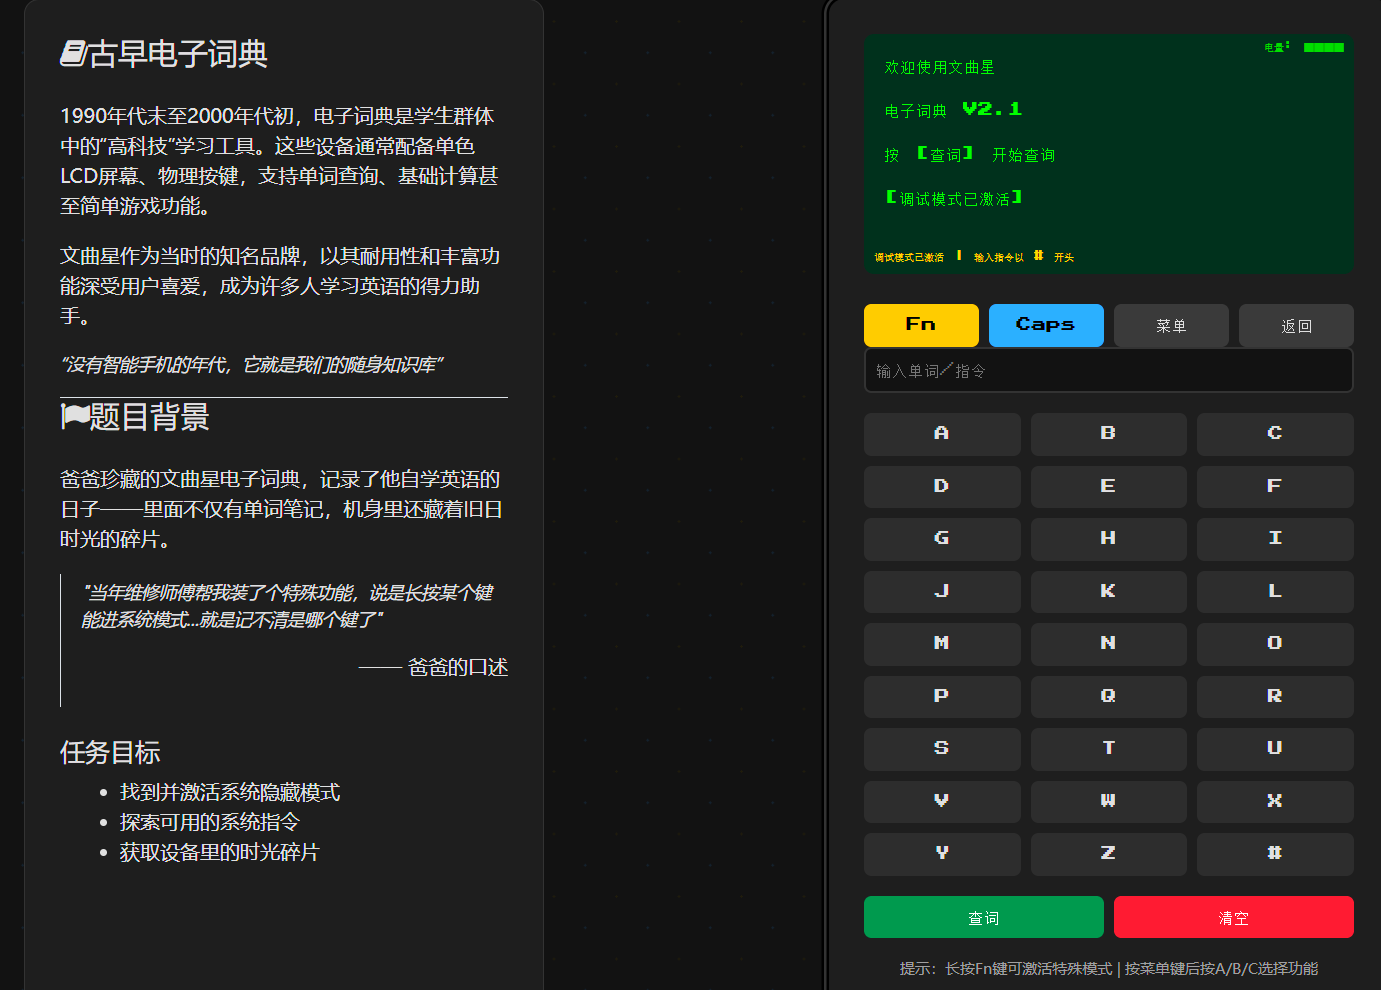 古早电子词典
1990年代末至2000年代初，电子词典是学生群体
中的“高科技”学习工具。这些设备通常配备单色
LCD屏幕、物理按键，支持单词查询、基础计算甚
至简单游戏功能。
文曲星作为当时的知名品牌，以其耐用性和丰富功
能深受用户喜爱，成为许多人学习英语的得力助
手。
“没有智能手机的年代，它就是我们的随身知识库”
题目背景
爸爸珍藏的文曲星电子词典，记录了他自学英语的
日子——里面不仅有单词笔记，机身里还藏着旧日
时光的碎片。
"当年维修师傅帮我装了个特殊功能，说是长按某个键
能进系统模式...就是记不清是哪个键了"
—— 爸爸的口述
任务目标
• 找到并激活系统隐藏模式
• 探索可用的系统指令
• 获取设备里的时光碎片
电量: ■■■■
欢迎使用文曲星
电子词典 V2.1
按 [查词] 开始查询
[调试模式已激活]
调试模式已激活 | 输入指令以 # 开头
Fn Caps 菜单 返回
输入单词/指令
A B C
D E F
G H I
J K L
M N O
P Q R
S T U
V W X
Y Z #
查词 清空
提示：长按Fn键可激活特殊模式 | 按菜单键后按A/B/C选择功能